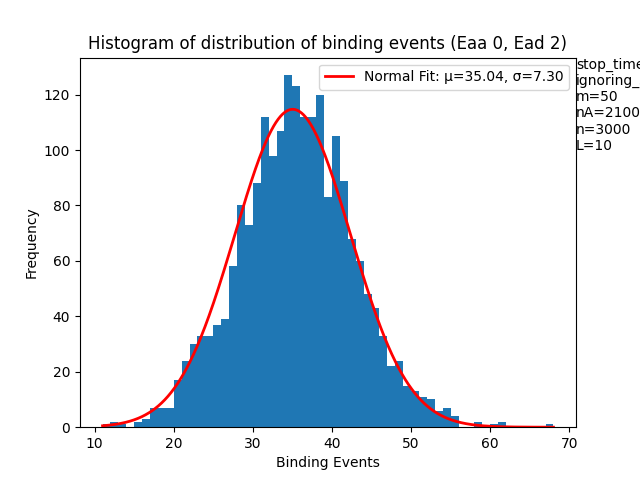 Histogram of distribution of binding events (Eaa 0, Ead 2)
Normal Fit: μ=35.04, σ=7.30
stop_time
ignoring_
m=50
nA=2100
n=3000
L=10
Frequency
120
100
80
60
40
20
0
10 20 30 40 50 60 70
Binding Events